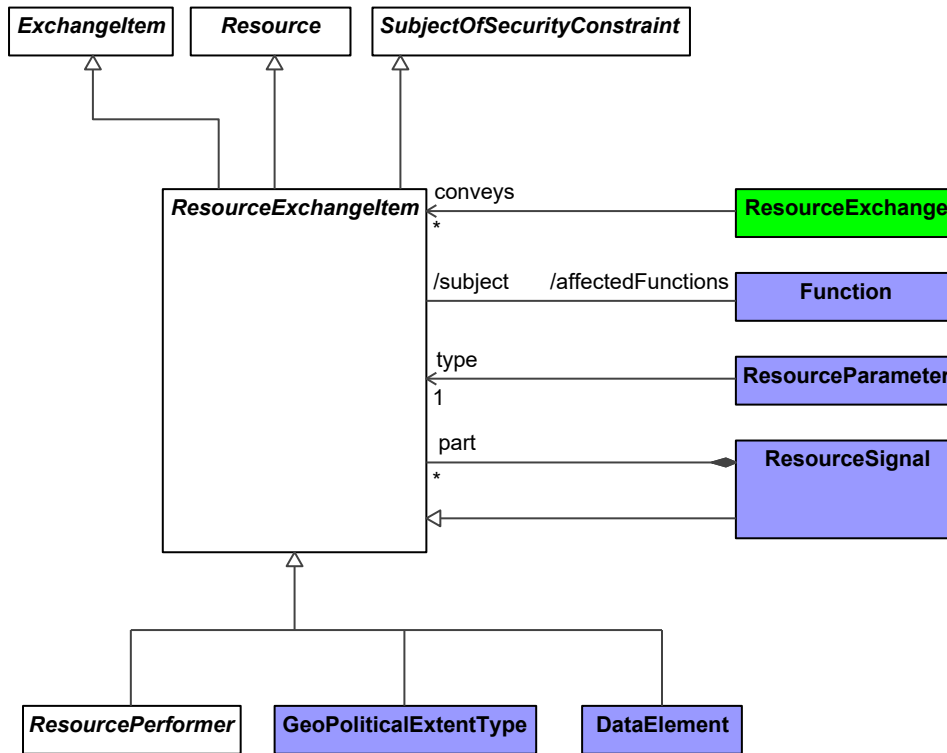 ExchangeItem
Resource
SubjectOfSecurityConstraint
ResourceExchangeItem
conveys
*
ResourceExchange
/subject
/affectedFunctions
Function
type
1
ResourceParameter
part
*
ResourceSignal
ResourcePerformer
GeoPoliticalExtentType
DataElement